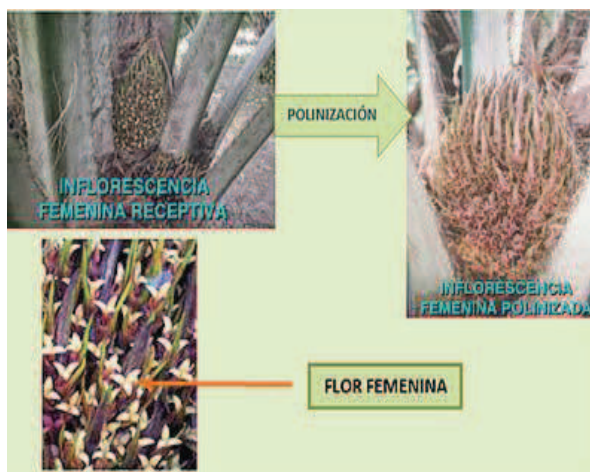 POLINIZACIÓN
INFLORESCENCIA
FEMENINA RECEPTIVA
INFLORESCENCIA
FEMENINA POLINIZADA
FLOR FEMENINA